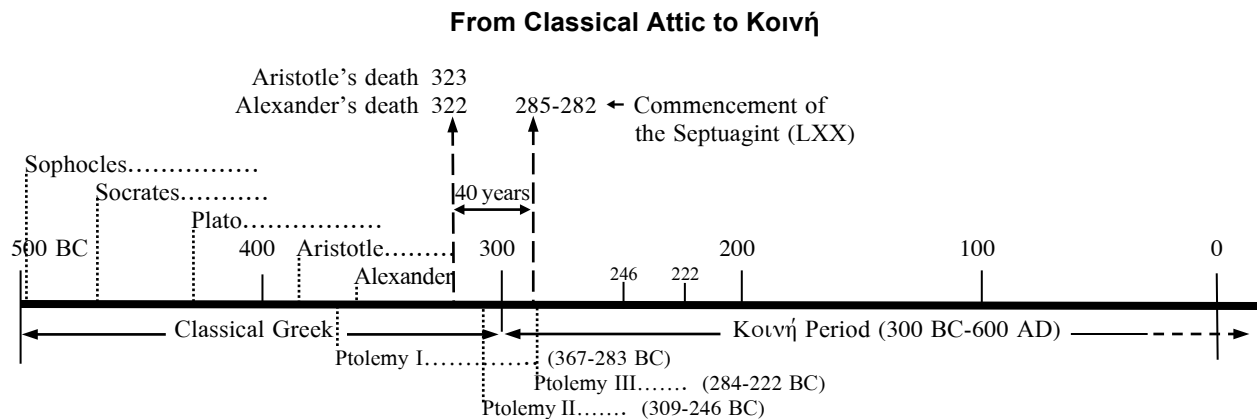 From Classical Attic to Κοινή
Aristotle’s death 323
Alexander’s death 322
285-282 ← Commencement of
the Septuagint (LXX)
Sophocles................
Socrates...........
40 years
Plato.................
500 BC
400
Aristotle.........
300
200
100
0
Alexander
246
222
Classical Greek
Κοινή Period (300 BC-600 AD)
Ptolemy I.............. (367-283 BC)
Ptolemy III....... (284-222 BC)
Ptolemy II....... (309-246 BC)